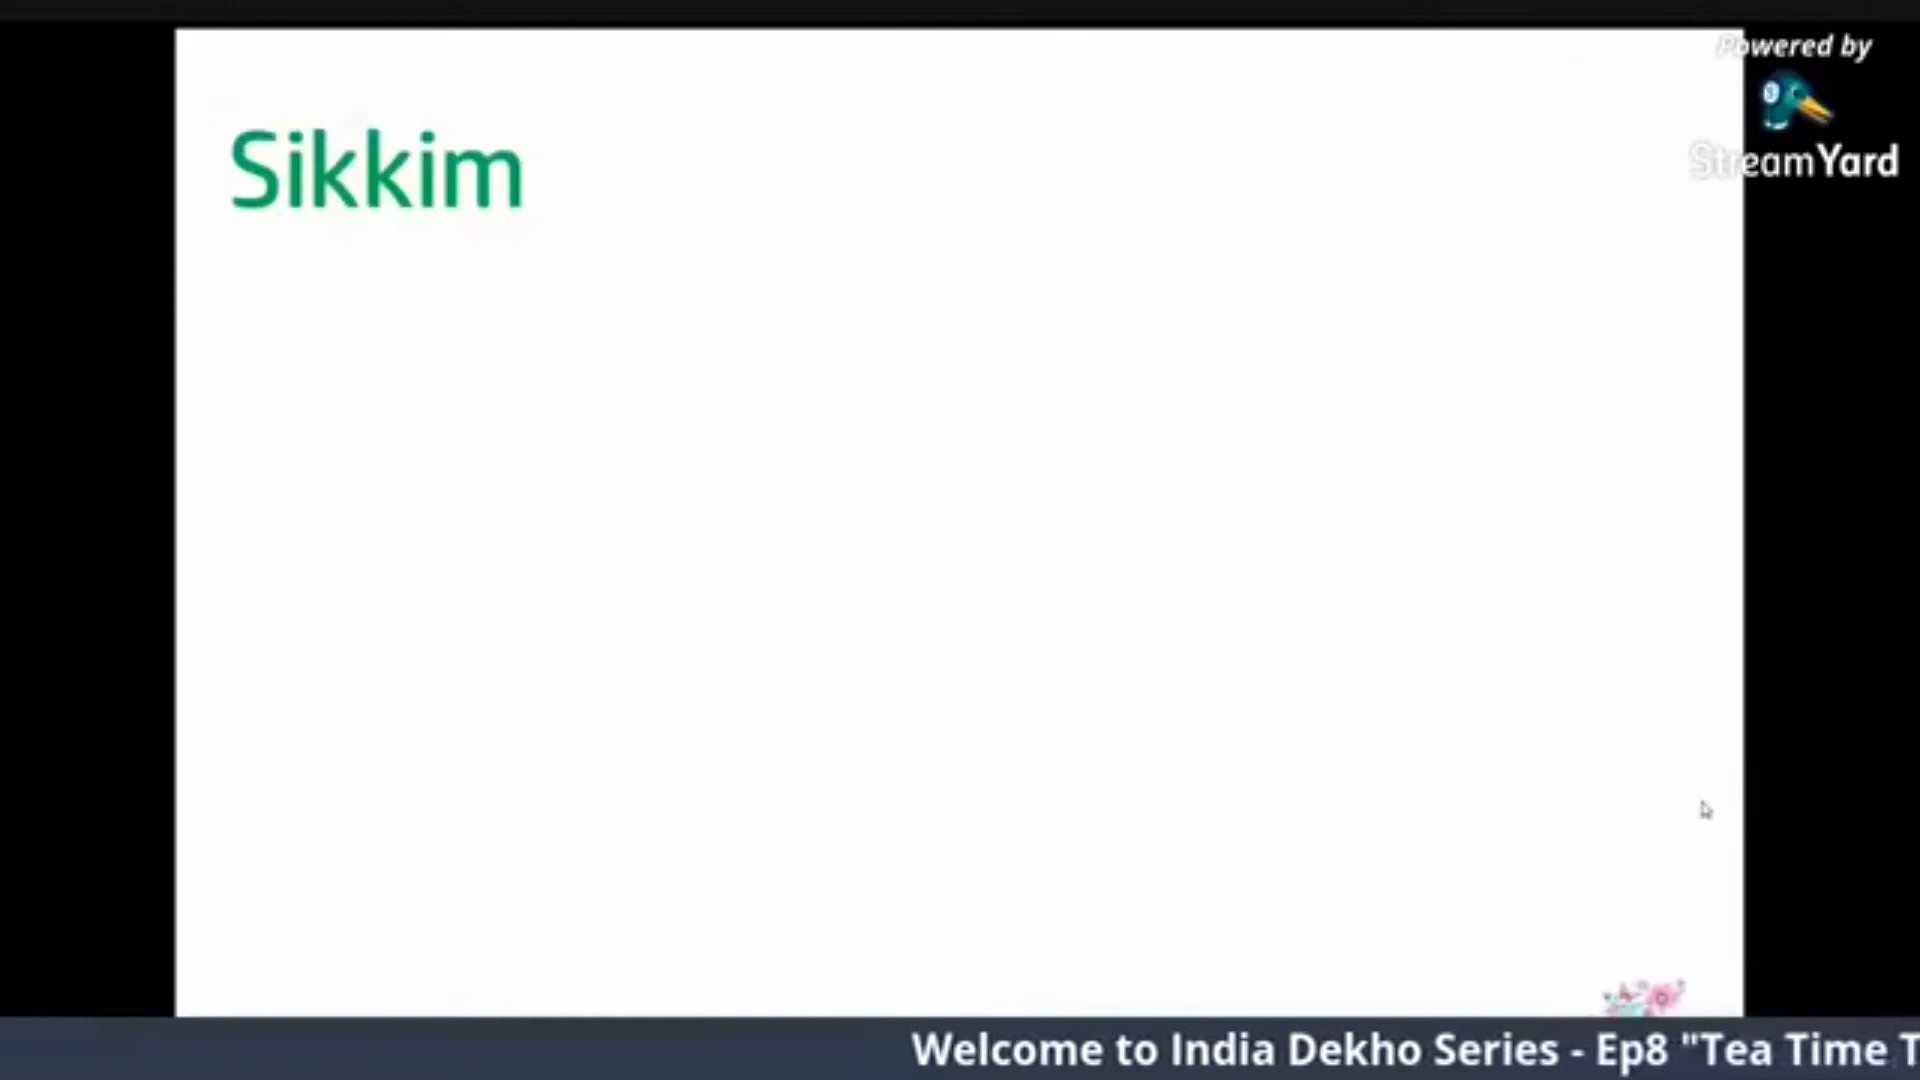 Powered by
StreamYard
Sikkim
Welcome to India Dekho Series - Ep8 "Tea Time T